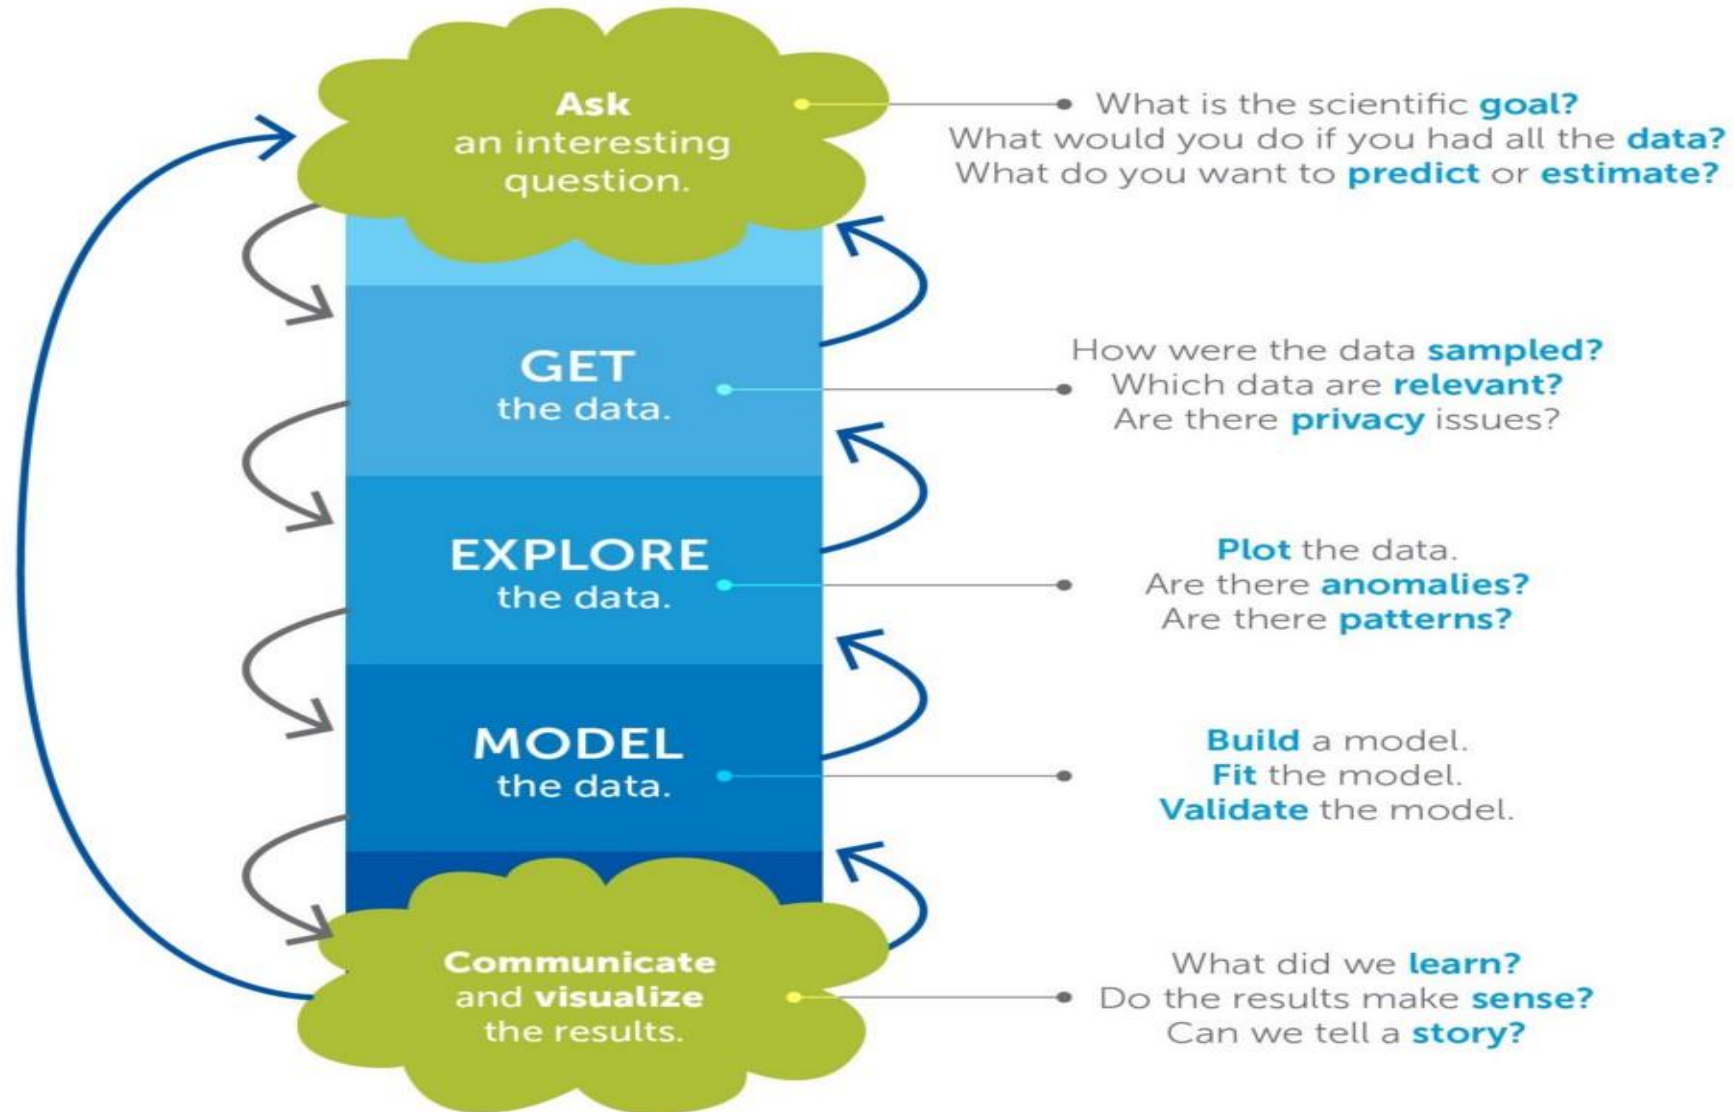 Ask
an interesting
question.
What is the scientific goal?
What would you do if you had all the data?
What do you want to predict or estimate?
GET
the data.
How were the data sampled?
Which data are relevant?
Are there privacy issues?
EXPLORE
the data.
Plot the data.
Are there anomalies?
Are there patterns?
MODEL
the data.
Build a model.
Fit the model.
Validate the model.
Communicate
and visualize
the results.
What did we learn?
Do the results make sense?
Can we tell a story?